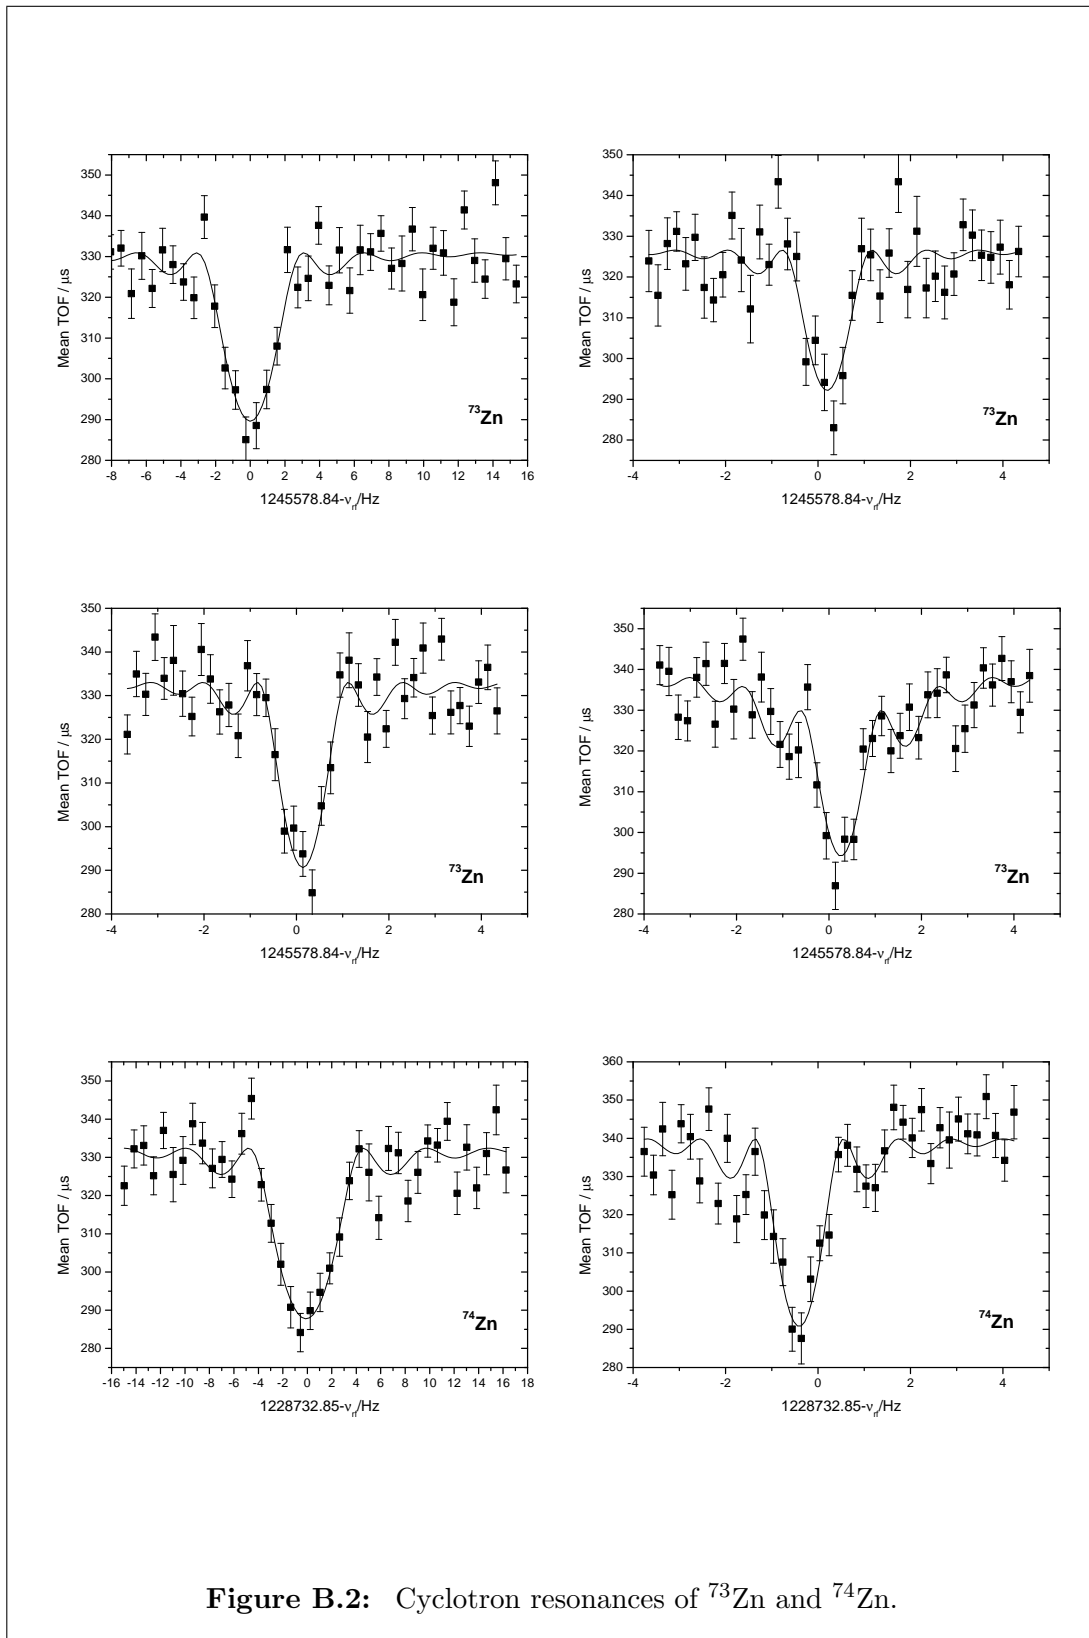 350
340
330
320
310
300
290
280
Mean TOF / μs
-8 -6 -4 -2 0 2 4 6 8 10 12 14 16
1245578.84-νrf/Hz
73Zn
350
340
330
320
310
300
290
280
Mean TOF / μs
-4 -2 0 2 4
1245578.84-νrf/Hz
73Zn
350
340
330
320
310
300
290
280
Mean TOF / μs
-4 -2 0 2 4
1245578.84-νrf/Hz
73Zn
350
340
330
320
310
300
290
280
Mean TOF / μs
-4 -2 0 2 4
1245578.84-νrf/Hz
73Zn
350
340
330
320
310
300
290
280
Mean TOF / μs
-16 -14 -12 -10 -8 -6 -4 -2 0 2 4 6 8 10 12 14 16 18
1228732.85-νrf/Hz
74Zn
360
350
340
330
320
310
300
290
280
Mean TOF / μs
-4 -2 0 2 4
1228732.85-νrf/Hz
74Zn
Figure B.2: Cyclotron resonances of 73Zn and 74Zn.